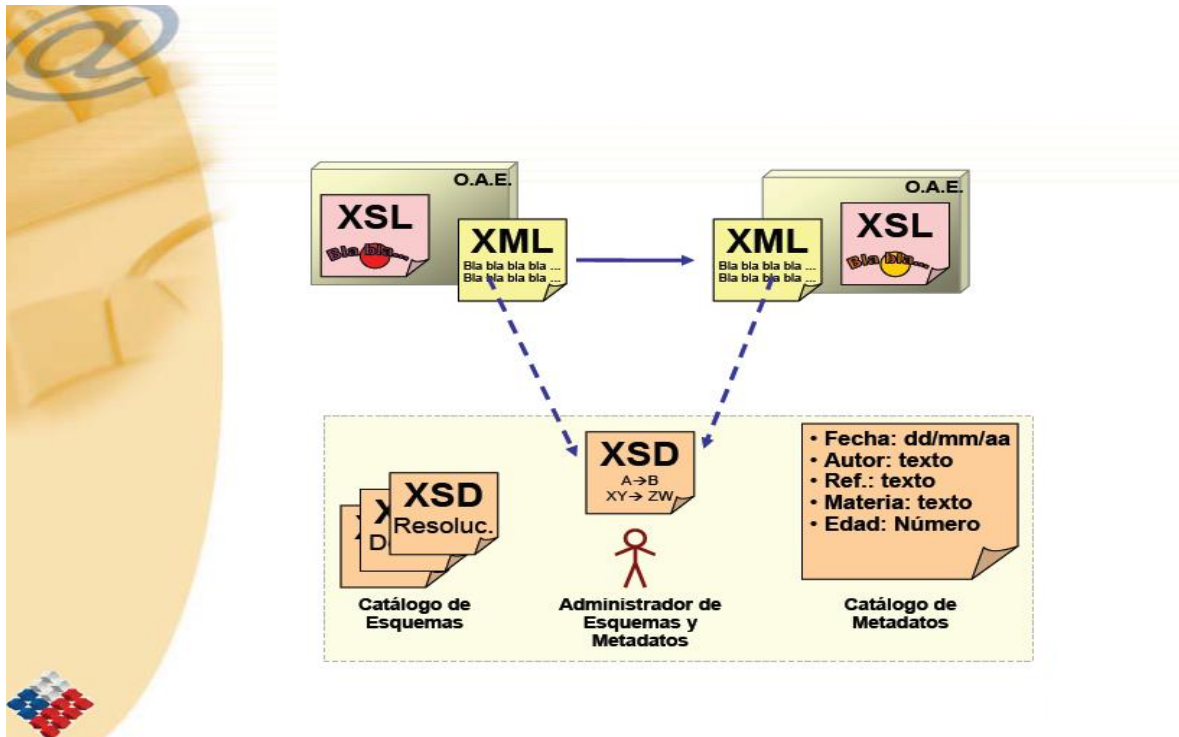 @
O.A.E.
XSL
Bla bla...
XML
Bla bla bla bla ...
Bla bla bla bla ...
O.A.E.
XML
Bla bla bla bla ...
Bla bla bla bla ...
XSL
Bla bla...
XSD
Resoluc.
Catálogo de
Esquemas
XSD
A→B
XY→ ZW
Administrador de
Esquemas y
Metadatos
• Fecha: dd/mm/aa
• Autor: texto
• Ref.: texto
• Materia: texto
• Edad: Número
Catálogo de
Metadatos